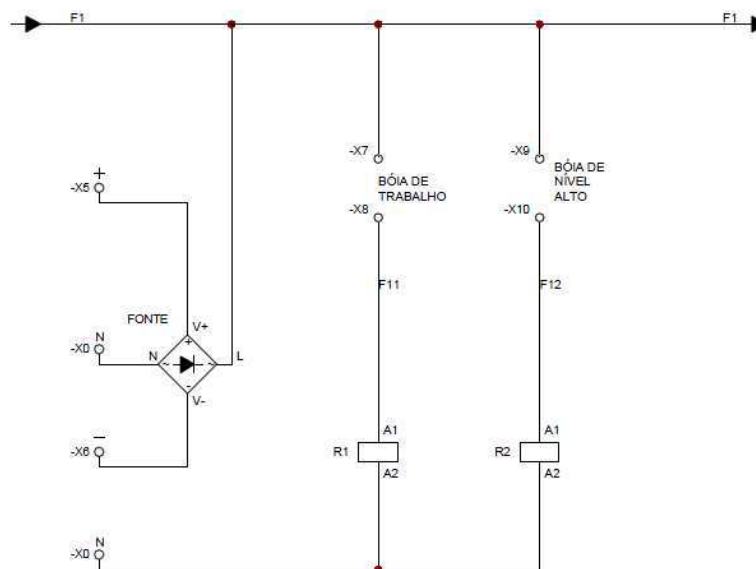 F1
F1
-X7
-X9
BÓIA DE
TRABALHO
BÓIA DE
NÍVEL
ALTO
+
-X5
-X8
-X10
F11
F12
FONTE
V+
+
N
-X0
N
~
~
L
-
V-
A1
A1
–
-X6
R1
R2
A2
A2
N
-X0